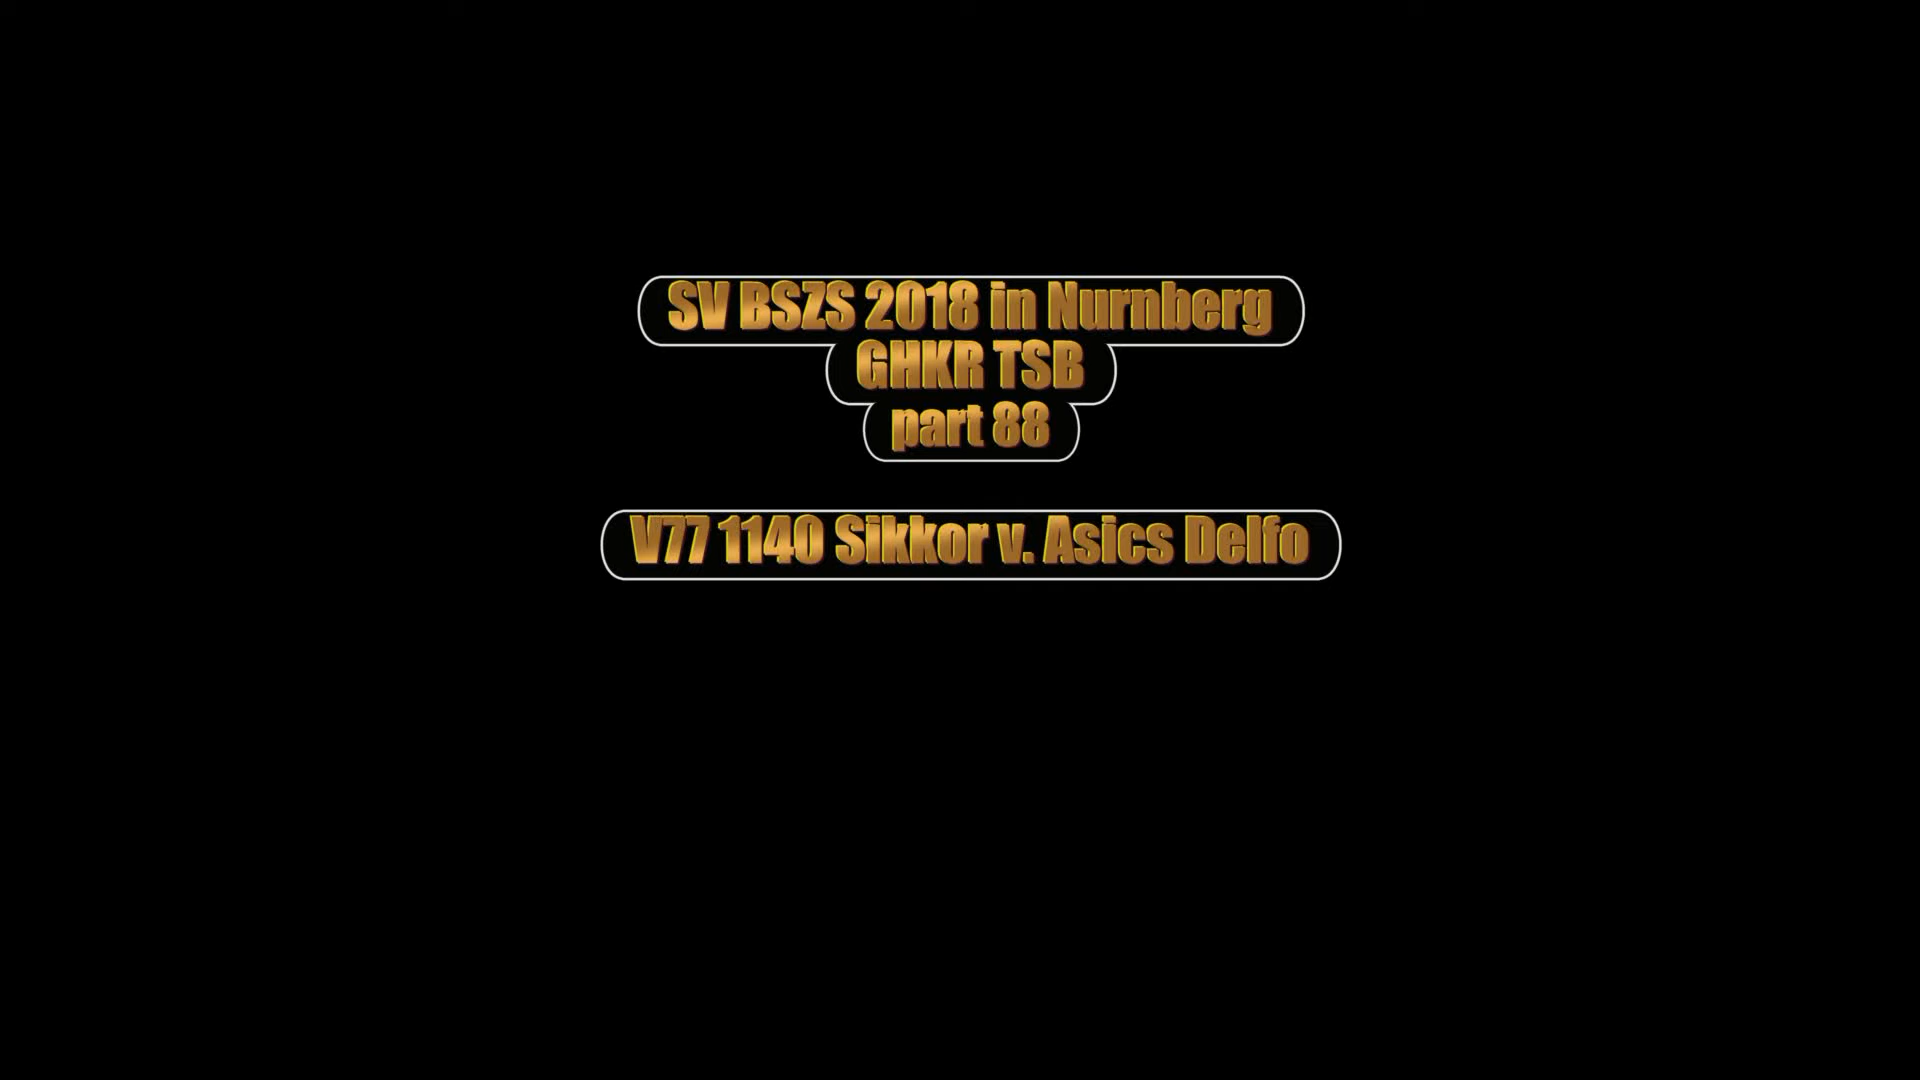 SV BSZS 2018 in Nurnberg
GHKR TSB
part 88
V77 1140 Sikkor v. Asics Delfo